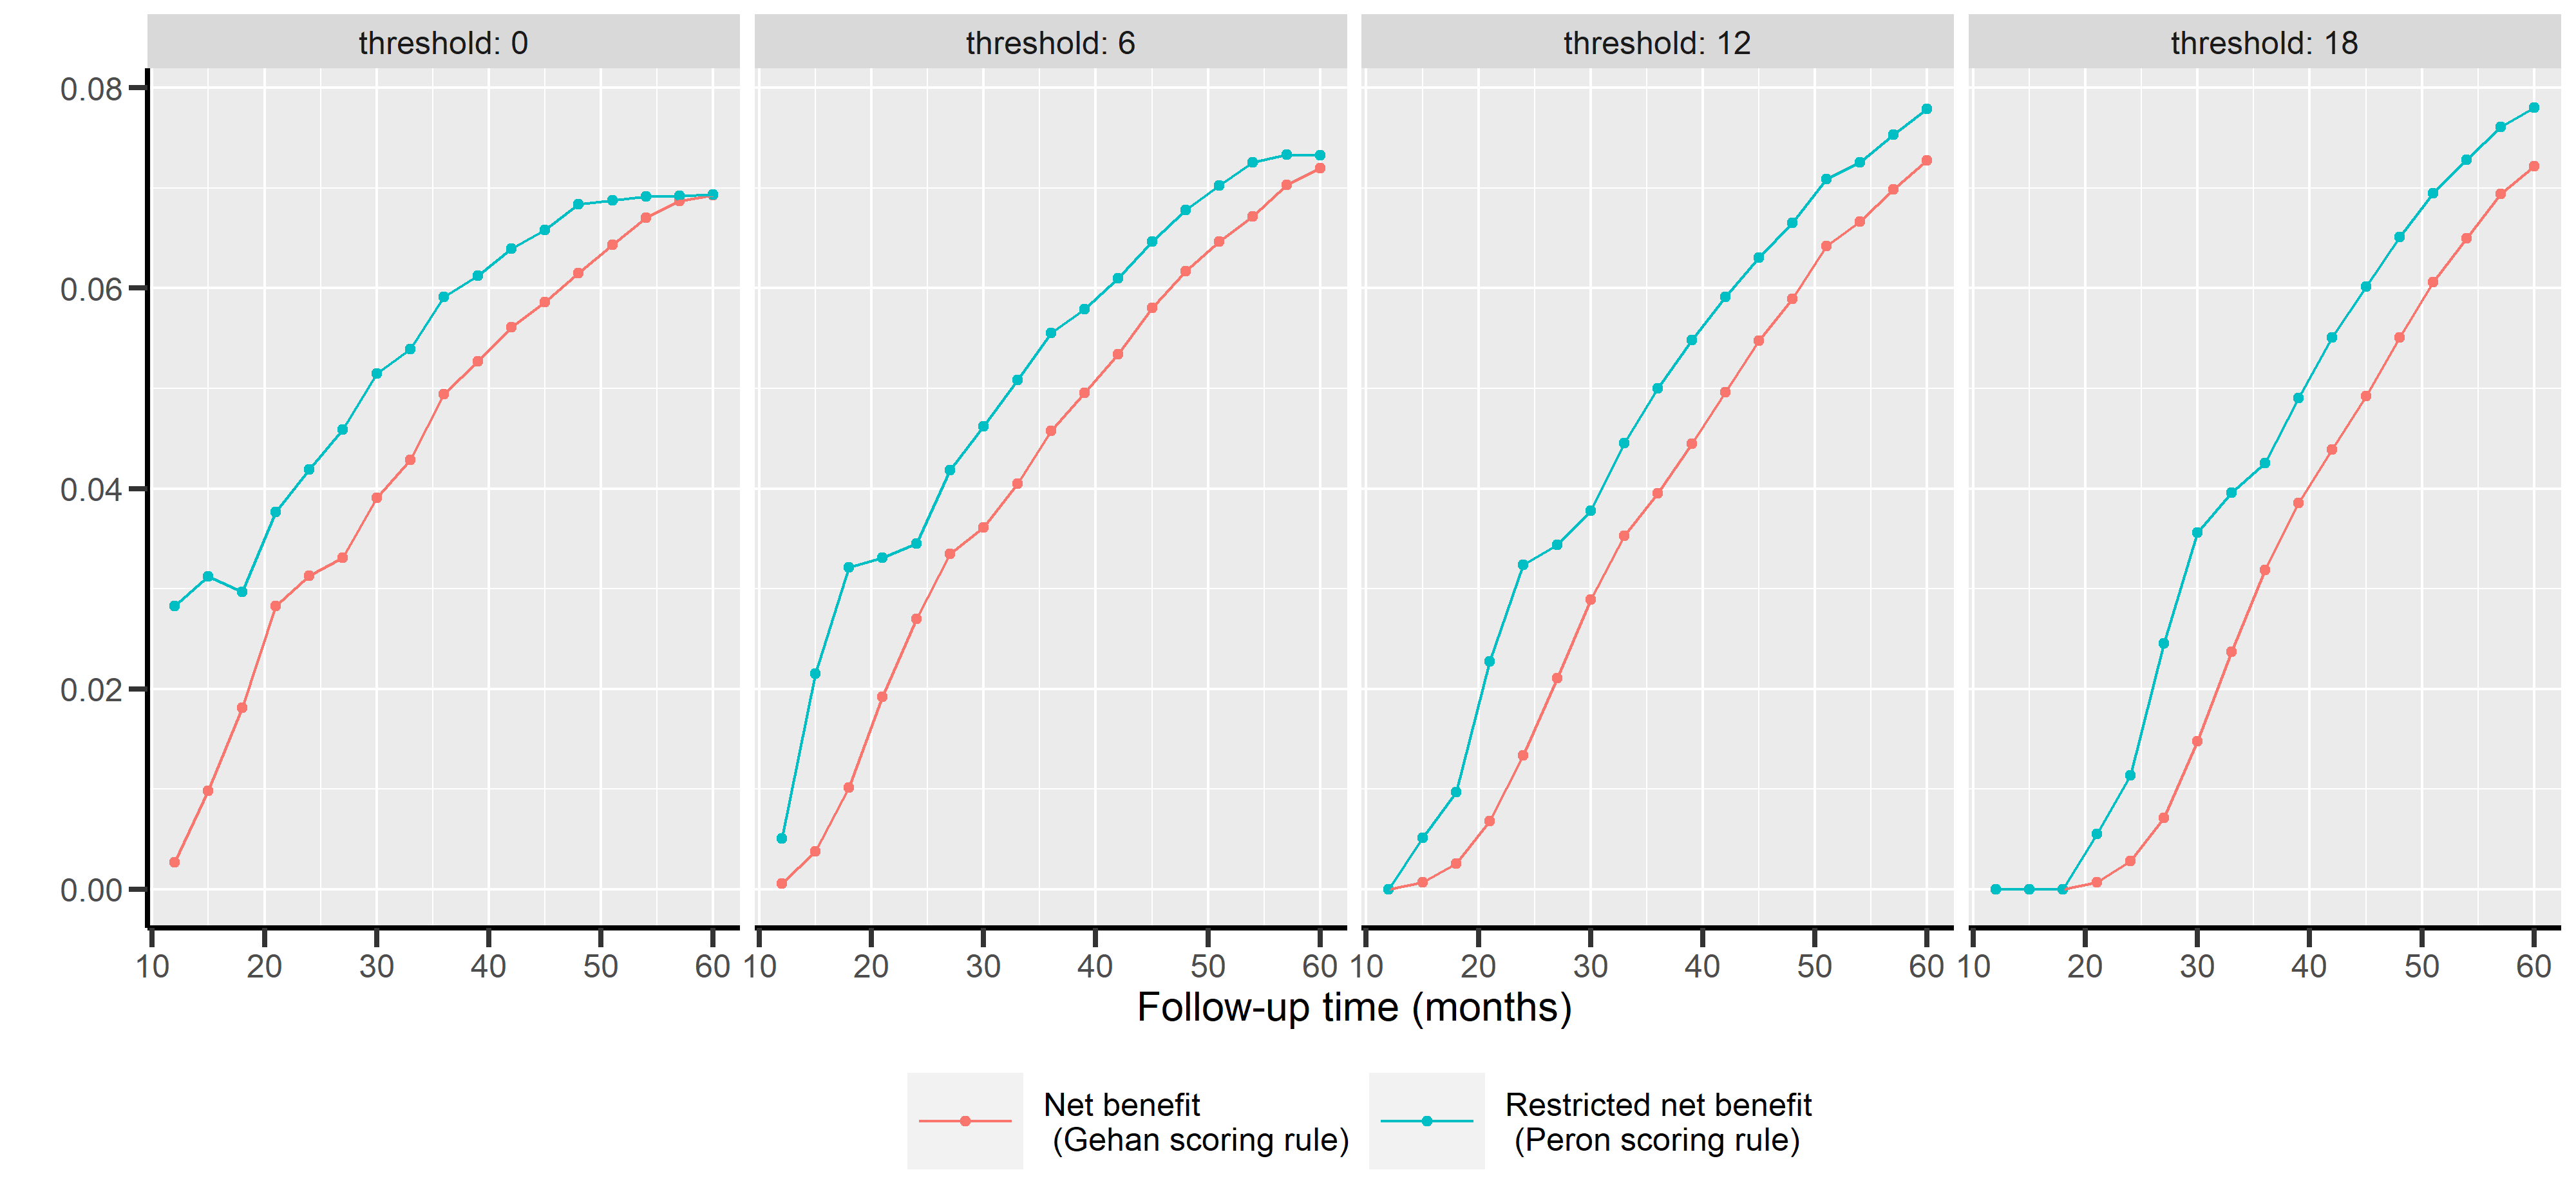 threshold: 0
threshold: 6
threshold: 12
threshold: 18
0.08
0.06
0.04
0.02
0.00
10 20 30 40 50 60
10 20 30 40 50 60
10 20 30 40 50 60
10 20 30 40 50 60
Follow-up time (months)
Net benefit
(Gehan scoring rule)
Restricted net benefit
(Peron scoring rule)